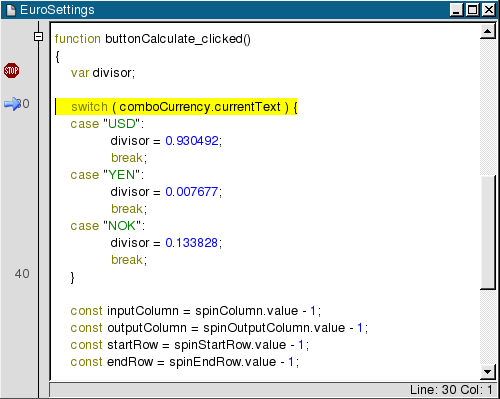 EuroSettings
function buttonCalculate_clicked()
{
STOP
var divisor;
30
switch ( comboCurrency.currentText ) {
case "USD":
divisor = 0.930492;
break;
case "YEN":
divisor = 0.007677;
break;
case "NOK":
divisor = 0.133828;
break;
40
}
const inputColumn = spinColumn.value - 1;
const outputColumn = spinOutputColumn.value - 1;
const startRow = spinStartRow.value - 1;
const endRow = spinEndRow.value - 1;
Line: 30 Col: 1